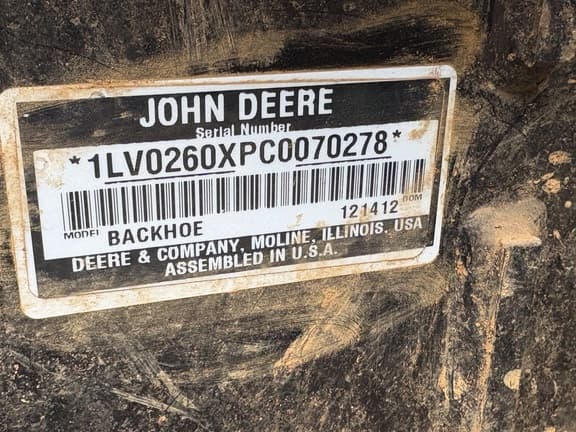 JOHN DEERE
Serial Number
*1LV0260XPC0070278*
MODEL BACKHOE 121412 DOM
DEERE & COMPANY, MOLINE, ILLINOIS, USA
ASSEMBLED IN U.S.A.